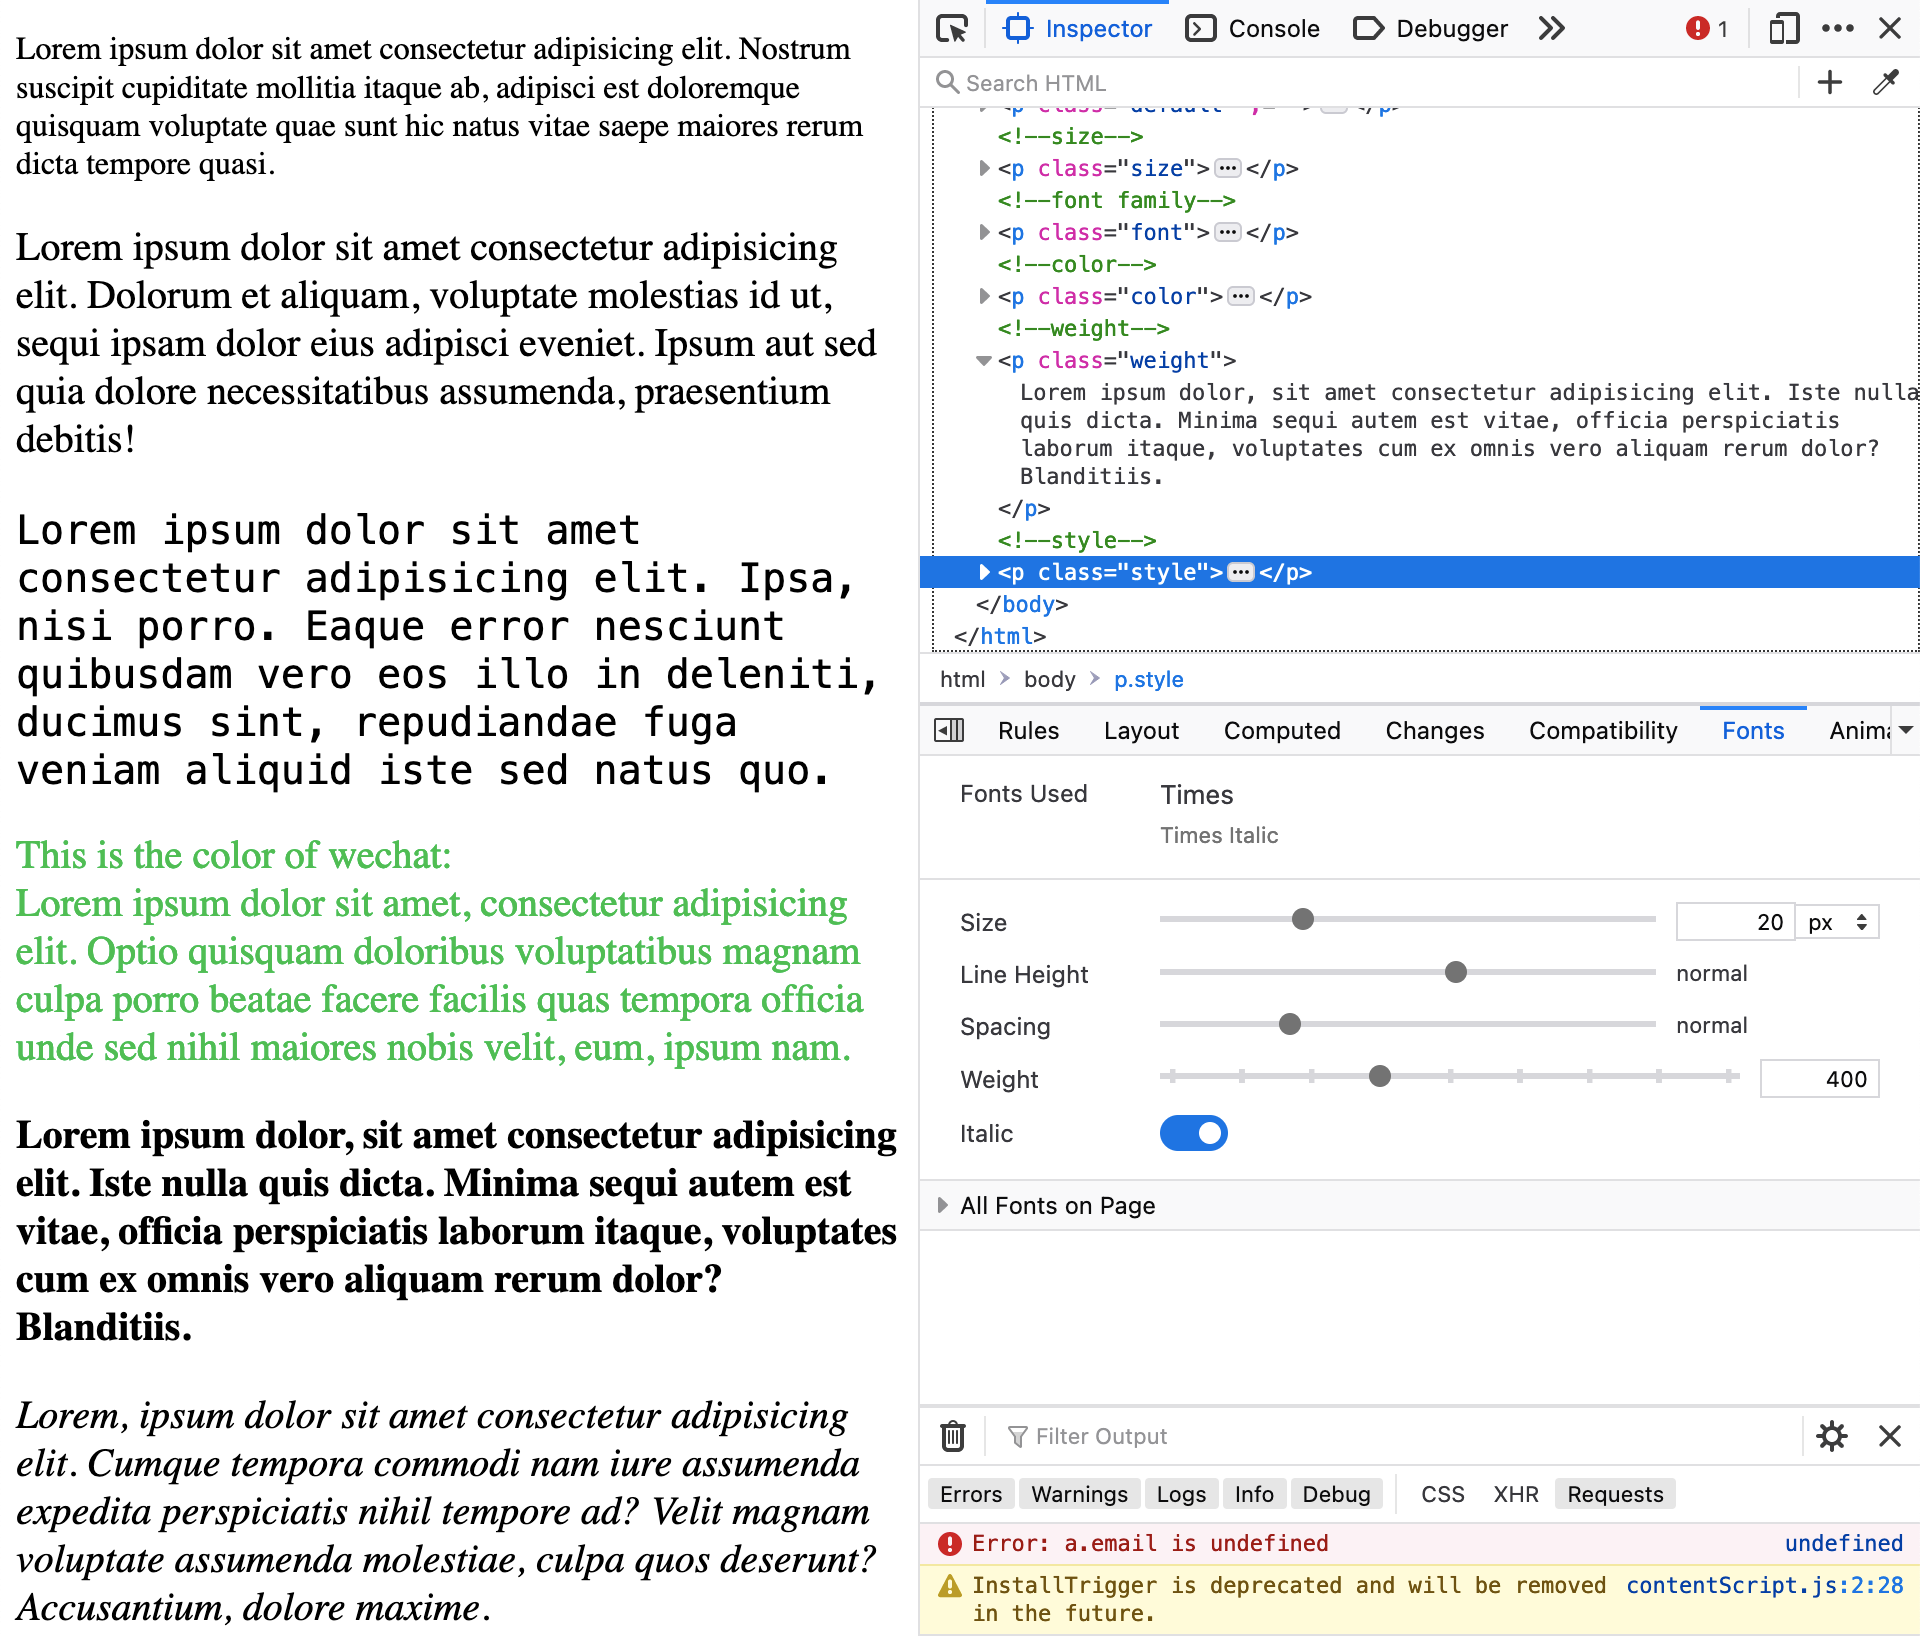 Lorem ipsum dolor sit amet consectetur adipisicing elit. Nostrum
suscipit cupiditate mollitia itaque ab, adipisci est doloremque
quisquam voluptate quae sunt hic natus vitae saepe maiores rerum
dicta tempore quasi.
Lorem ipsum dolor sit amet consectetur adipisicing
elit. Dolorum et aliquam, voluptate molestias id ut,
sequi ipsam dolor eius adipisci eveniet. Ipsum aut sed
quia dolore necessitatibus assumenda, praesentium
debitis!
Lorem ipsum dolor sit amet
consectetur adipisicing elit. Ipsa,
nisi porro. Eaque error nesciunt
quibusdam vero eos illo in deleniti,
ducimus sint, repudiandae fuga
veniam aliquid iste sed natus quo.
This is the color of wechat:
Lorem ipsum dolor sit amet, consectetur adipisicing
elit. Optio quisquam doloribus voluptatibus magnam
culpa porro beatae facere facilis quas tempora officia
unde sed nihil maiores nobis velit, eum, ipsum nam.
Lorem ipsum dolor, sit amet consectetur adipisicing
elit. Iste nulla quis dicta. Minima sequi autem est
vitae, officia perspiciatis laborum itaque, voluptates
cum ex omnis vero aliquam rerum dolor?
Blanditiis.
Lorem, ipsum dolor sit amet consectetur adipisicing
elit. Cumque tempora commodi nam iure assumenda
expedita perspiciatis nihil tempore ad? Velit magnam
voluptate assumenda molestiae, culpa quos deserunt?
Accusantium, dolore maxime.
Inspector Console Debugger 1
Search HTML
<!--size-->
<p class="size">···</p>
<!--font family-->
<p class="font">···</p>
<!--color-->
<p class="color">···</p>
<!--weight-->
<p class="weight">
Lorem ipsum dolor, sit amet consectetur adipisicing elit. Iste nulla
quis dicta. Minima sequi autem est vitae, officia perspiciatis
laborum itaque, voluptates cum ex omnis vero aliquam rerum dolor?
Blanditiis.
</p>
<!--style-->
<p class="style">···</p>
</body>
</html>
html > body > p.style
Rules Layout Computed Changes Compatibility Fonts Anima
Fonts Used Times
Times Italic
Size 20 px
Line Height normal
Spacing normal
Weight 400
Italic
All Fonts on Page
Filter Output
Errors Warnings Logs Info Debug CSS XHR Requests
Error: a.email is undefined undefined
InstallTrigger is deprecated and will be removed contentScript.js:2:28
in the future.